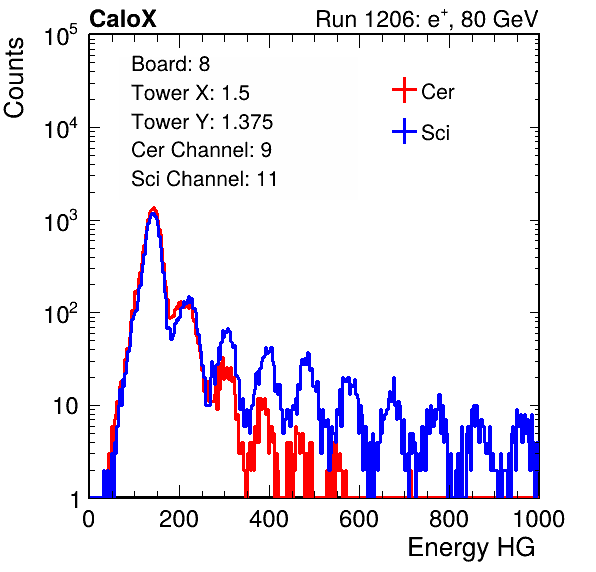 CaloX Run 1206: e⁺, 80 GeV
Counts
Board: 8
Tower X: 1.5
Tower Y: 1.375
Cer Channel: 9
Sci Channel: 11
Cer
Sci
10⁵
10⁴
10³
10²
10
1
0 200 400 600 800 1000
Energy HG